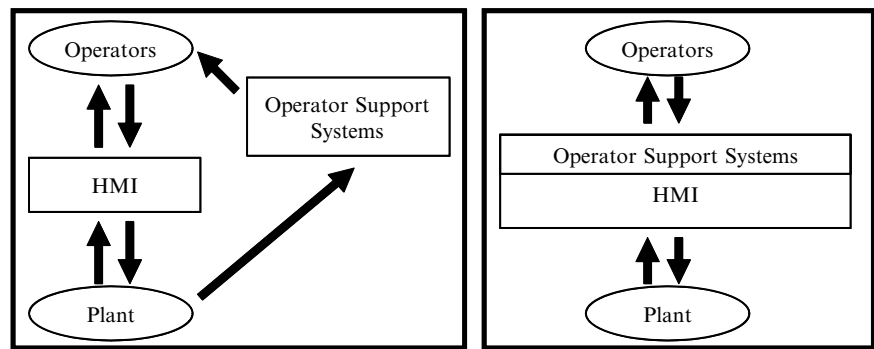 Operators
Operator Support
Systems
HMI
Plant
Operators
Operator Support Systems
HMI
Plant